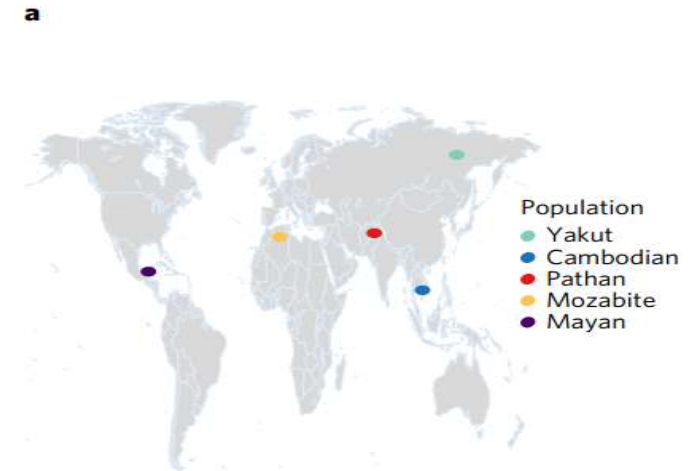 a
Population
Yakut
Cambodian
Pathan
Mozabite
Mayan